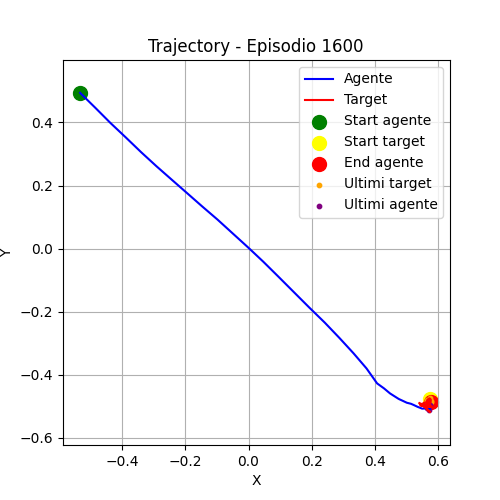 Trajectory - Episodio 1600
Agente
Target
Start agente
Start target
End agente
Ultimi target
Ultimi agente
0.4
0.2
0.0
−0.2
−0.4
−0.6
Y
−0.4
−0.2
0.0
0.2
0.4
0.6
X